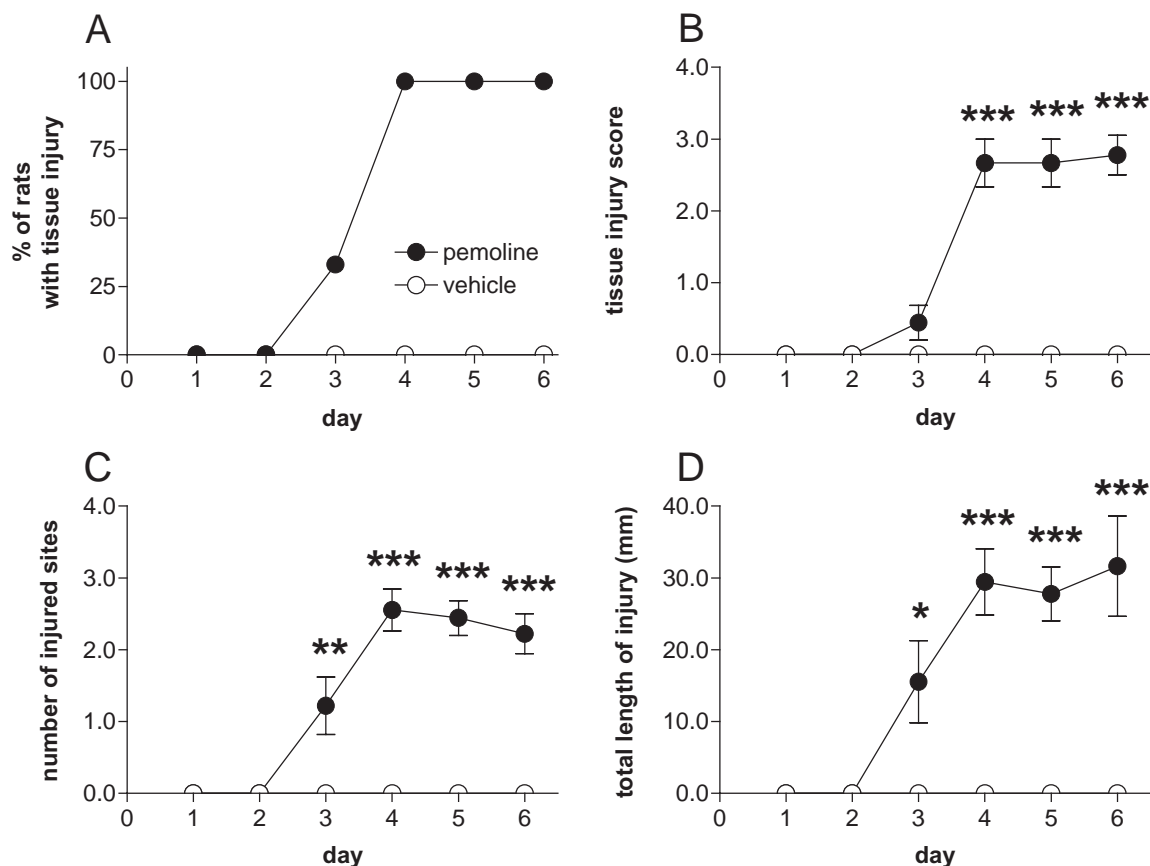 A
% of rats
with tissue injury
100
75
50
25
0
pemoline
vehicle
0 1 2 3 4 5 6
day
B
tissue injury score
4.0
3.0
2.0
1.0
0.0
*** *** ***
0 1 2 3 4 5 6
day
C
number of injured sites
4.0
3.0
2.0
1.0
0.0
** *** *** ***
0 1 2 3 4 5 6
day
D
total length of injury (mm)
40.0
30.0
20.0
10.0
0.0
* *** *** ***
0 1 2 3 4 5 6
day